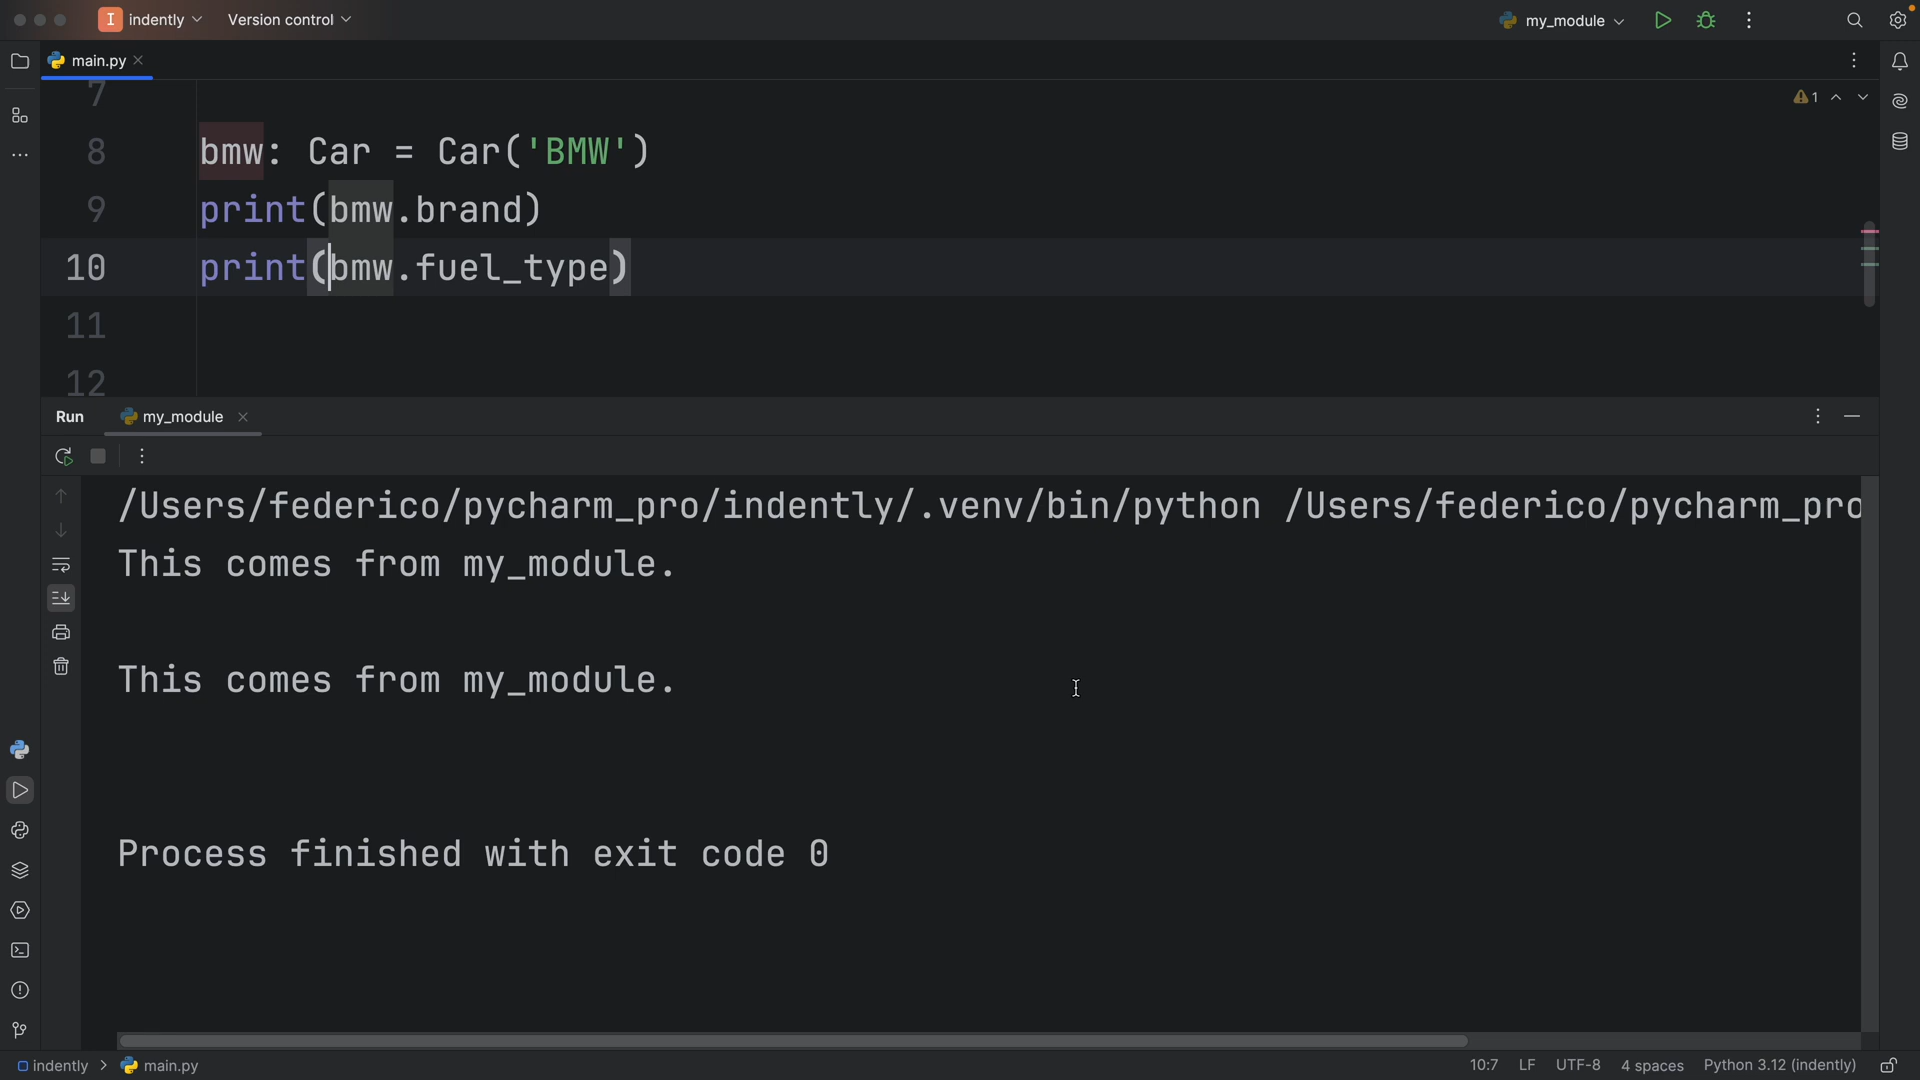 I indently Version control my_module
main.py
7
1
8 bmw: Car = Car('BMW')
9 print(bmw.brand)
10 print(bmw.fuel_type)
11
12
Run my_module
/Users/federico/pycharm_pro/indently/.venv/bin/python /Users/federico/pycharm_pro
This comes from my_module.
This comes from my_module.
Process finished with exit code 0
indently > main.py 10:7 LF UTF-8 4 spaces Python 3.12 (indently)